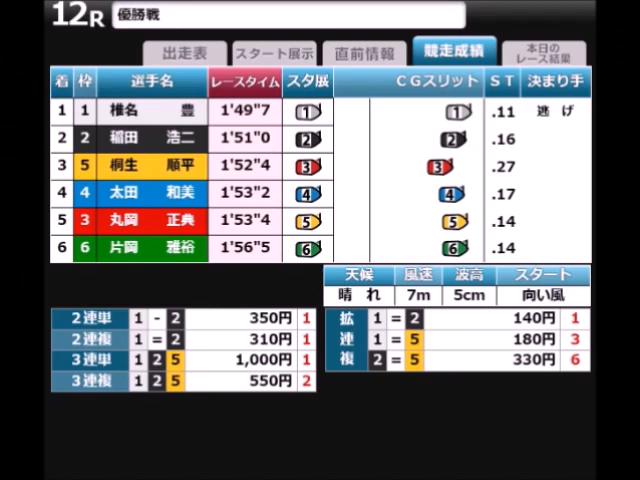 12R 優勝戦
出走表 スタート展示 直前情報 競走成績 本日のレース結果
着 枠 選手名 レースタイム スタ展 CGスリット ST 決まり手
1 1 椎名 豊 1'49"7 1 1 .11 逃 げ
2 2 稲田 浩二 1'51"0 2 2 .16
3 5 桐生 順平 1'52"4 3 3 .27
4 4 太田 和美 1'53"2 4 4 .17
5 3 丸岡 正典 1'53"4 5 5 .14
6 6 片岡 雅裕 1'56"5 6 6 .14
天候 風速 波高 スタート
晴 れ 7m 5cm 向い風
2連単 1 - 2 350円 1
2連複 1 = 2 310円 1
3連単 1 2 5 1,000円 1
3連複 1 2 5 550円 2
拡 1 = 2 140円 1
連 1 = 5 180円 3
複 2 = 5 330円 6